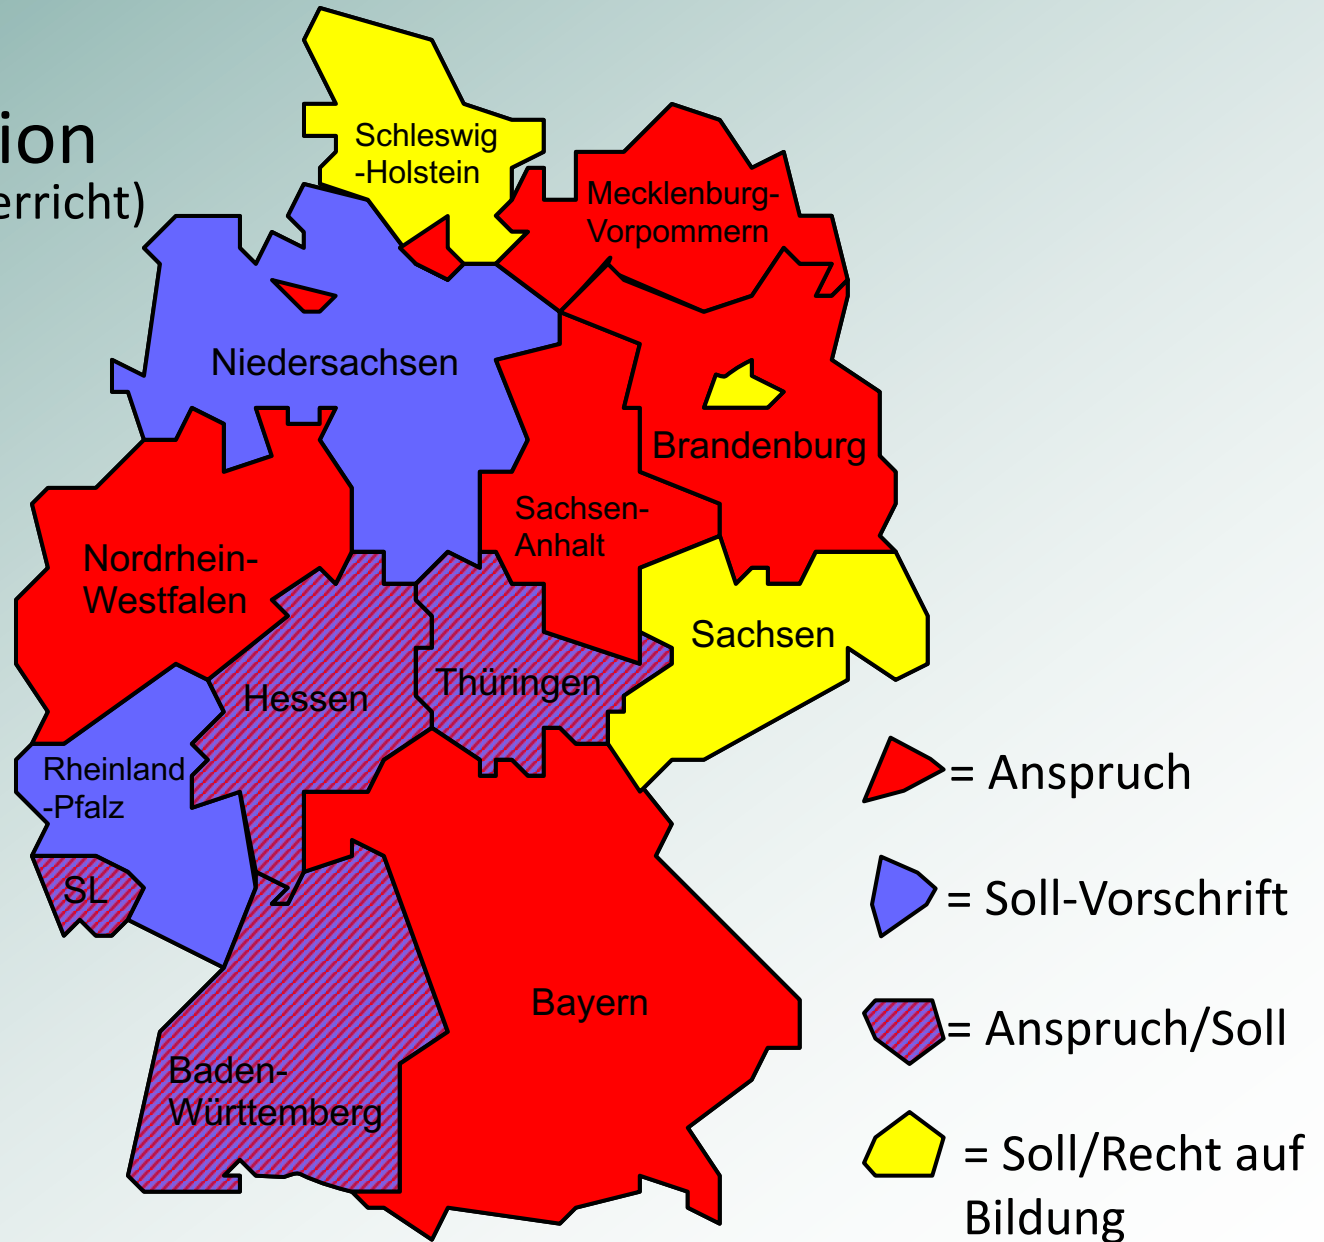 ion
erricht)
Schleswig
-Holstein
Mecklenburg-
Vorpommern
Niedersachsen
Brandenburg
Sachsen-
Anhalt
Nordrhein-
Westfalen
Sachsen
Thüringen
Hessen
Rheinland
-Pfalz
SL
Bayern
Baden-
Württemberg
= Anspruch
= Soll-Vorschrift
= Anspruch/Soll
= Soll/Recht auf
Bildung